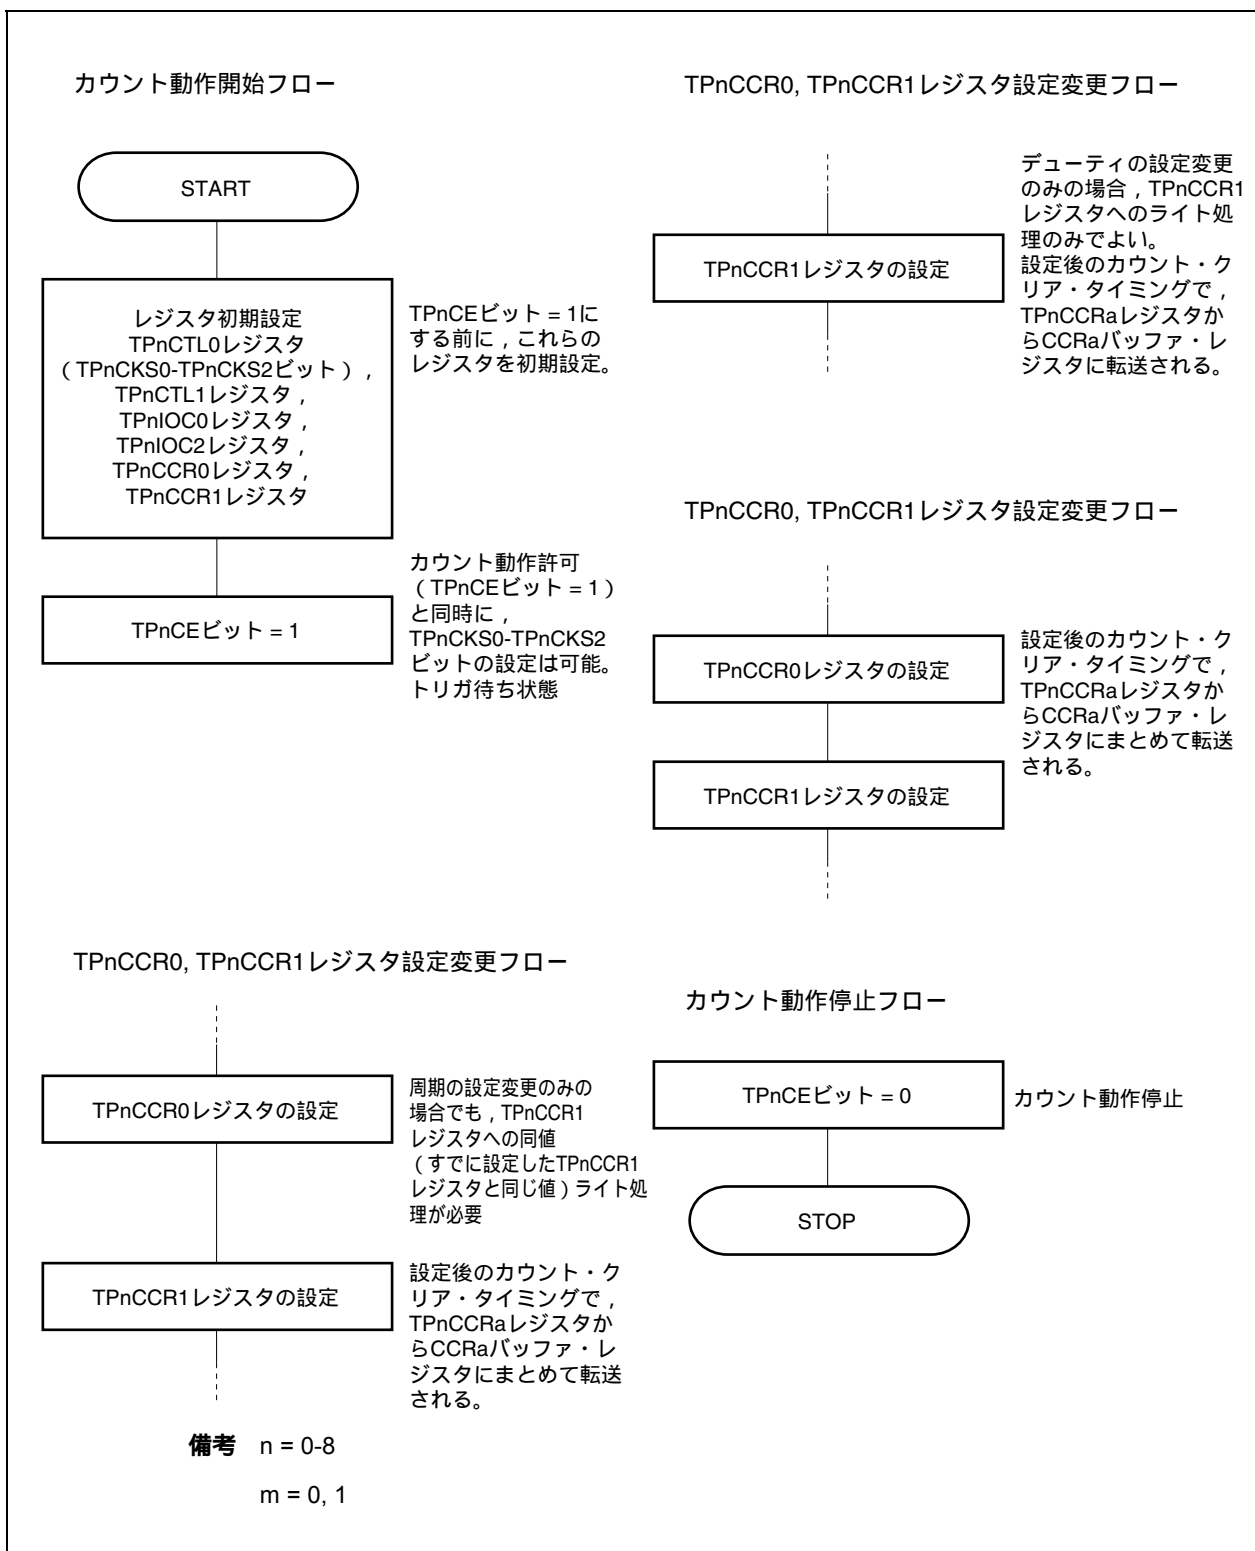 カウント動作開始フロー
START
レジスタ初期設定
TPnCTL0レジスタ
（TPnCKS0-TPnCKS2ビット），
TPnCTL1レジスタ，
TPnIOC0レジスタ，
TPnIOC2レジスタ，
TPnCCR0レジスタ，
TPnCCR1レジスタ
TPnCEビット = 1に
する前に，これらの
レジスタを初期設定。
TPnCEビット = 1
カウント動作許可
（TPnCEビット = 1）
と同時に，
TPnCKS0-TPnCKS2
ビットの設定は可能。
トリガ待ち状態
TPnCCR0, TPnCCR1レジスタ設定変更フロー
TPnCCR0レジスタの設定
周期の設定変更のみの
場合でも，TPnCCR1
レジスタへの同値
（すでに設定したTPnCCR1
レジスタと同じ値）ライト処
理が必要
TPnCCR1レジスタの設定
設定後のカウント・ク
リア・タイミングで，
TPnCCRaレジスタか
らCCRaバッファ・レ
ジスタにまとめて転送
される。
備考 n = 0-8
m = 0, 1
TPnCCR0, TPnCCR1レジスタ設定変更フロー
TPnCCR1レジスタの設定
デューティの設定変更
のみの場合，TPnCCR1
レジスタへのライト処
理のみでよい。
設定後のカウント・ク
リア・タイミングで，
TPnCCRaレジスタか
らCCRaバッファ・レ
ジスタに転送される。
TPnCCR0, TPnCCR1レジスタ設定変更フロー
TPnCCR0レジスタの設定
設定後のカウント・ク
リア・タイミングで，
TPnCCRaレジスタか
らCCRaバッファ・レ
ジスタにまとめて転送
される。
TPnCCR1レジスタの設定
カウント動作停止フロー
TPnCEビット = 0
カウント動作停止
STOP